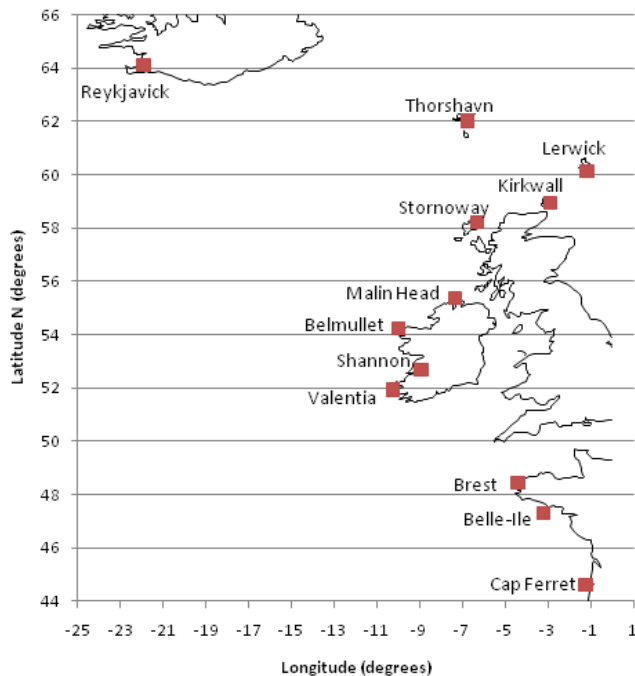 66
64
62
60
58
56
54
52
50
48
46
44
Latitude N (degrees)
Reykjavick
Thorshavn
Lerwick
Kirkwall
Stornoway
Malin Head
Belmullet
Shannon
Valentia
Brest
Belle-Ile
Cap Ferret
-25 -23 -21 -19 -17 -15 -13 -11 -9 -7 -5 -3 -1 1
Longitude (degrees)